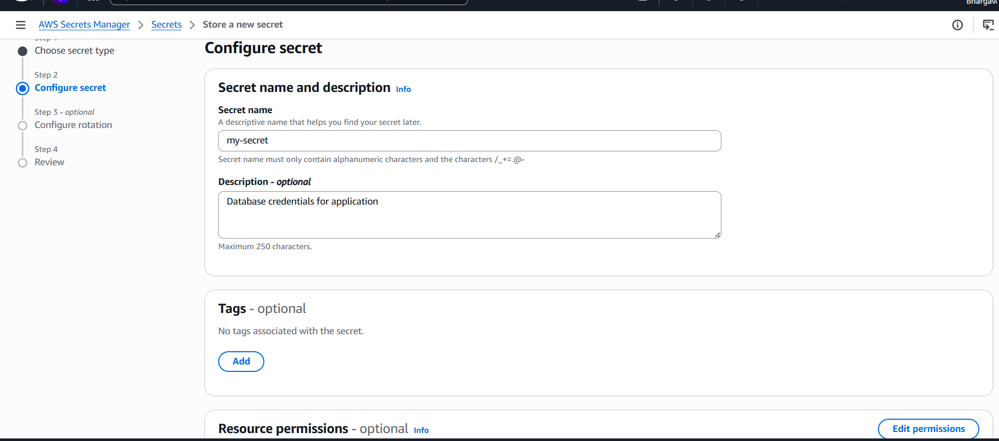 Bhargavi
AWS Secrets Manager > Secrets > Store a new secret
Choose secret type
Step 2
Configure secret
Step 3 - optional
Configure rotation
Step 4
Review
Configure secret
Secret name and description Info
Secret name
A descriptive name that helps you find your secret later.
my-secret
Secret name must only contain alphanumeric characters and the characters /_+=.@-
Description - optional
Database credentials for application
Maximum 250 characters.
Tags - optional
No tags associated with the secret.
Add
Resource permissions - optional Info
Edit permissions